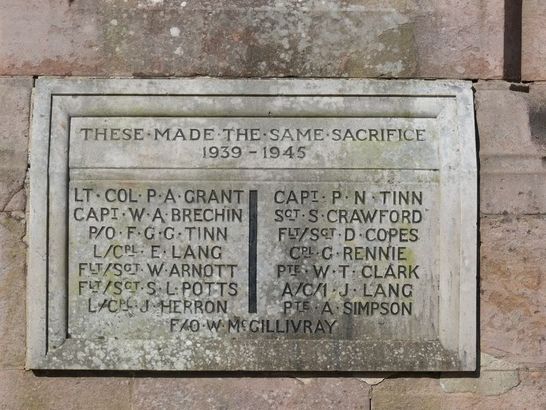 THESE·MADE·THE·SAME·SACRIFICE
1939-1945
LT COL·P·A·GRANT
CAPT·W·A·BRECHIN
P/O·F·G·G·TINN
L/CPL·E·LANG
FLT/SGT·W·ARNOTT
FLT/SGT·S·L·POTTS
L/CPL·J·HERRON
CAPT·P·N·TINN
SGT·S·CRAWFORD
FLT/SGT·D·COPES
CPL·G·RENNIE
PTE·W·T·CLARK
A/C/1·J·LANG
PTE·A·SIMPSON
F/O·W·McGILLIVRAY